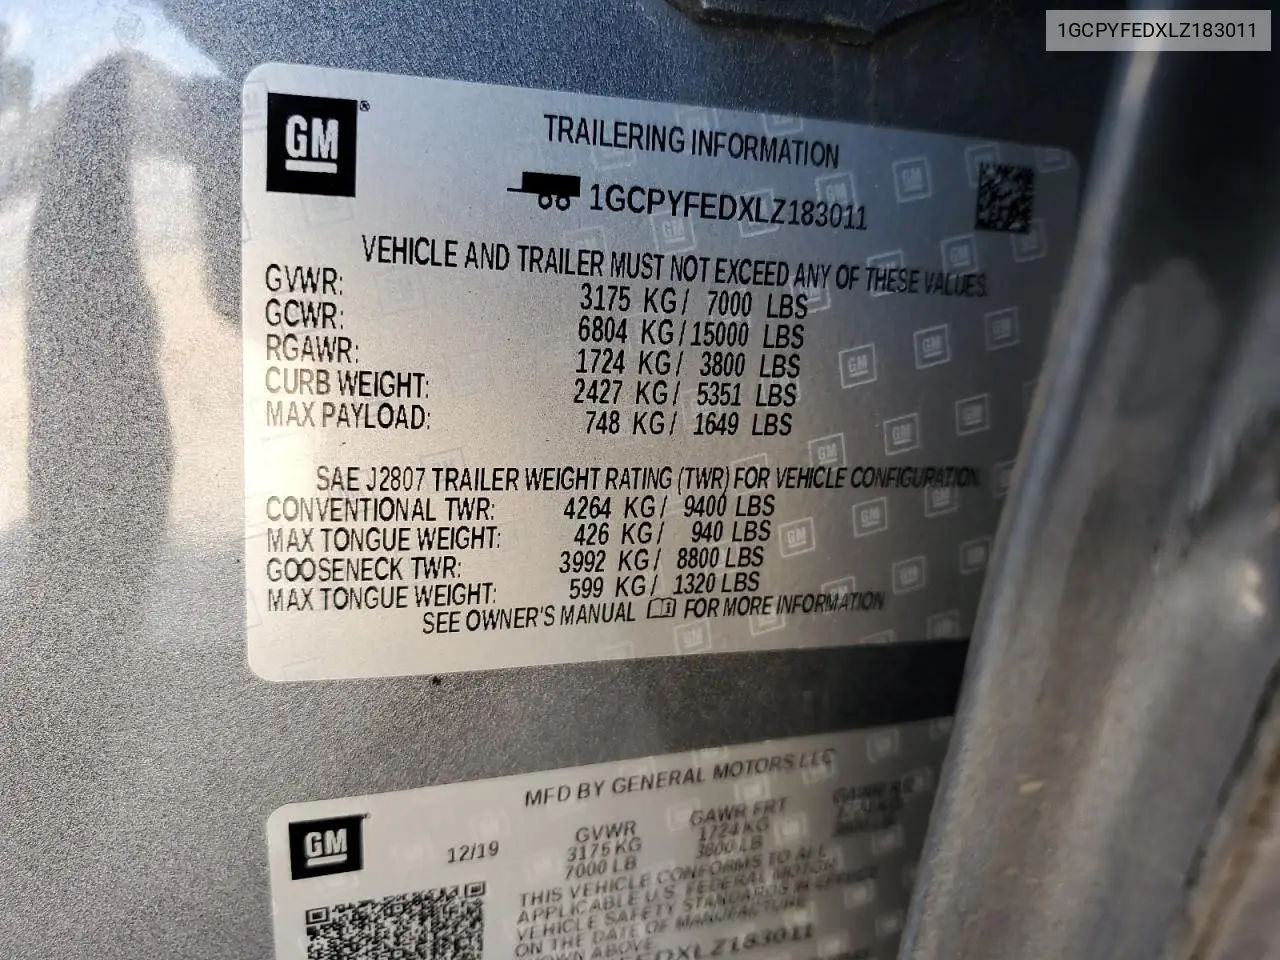 1GCPYFEDXLZ183011
GM ®
TRAILERING INFORMATION
1GCPYFEDXLZ183011
VEHICLE AND TRAILER MUST NOT EXCEED ANY OF THESE VALUES.
GVWR: 3175 KG/ 7000 LBS
GCWR: 6804 KG/15000 LBS
RGAWR: 1724 KG/ 3800 LBS
CURB WEIGHT: 2427 KG/ 5351 LBS
MAX PAYLOAD: 748 KG/ 1649 LBS
SAE J2807 TRAILER WEIGHT RATING (TWR) FOR VEHICLE CONFIGURATION
CONVENTIONAL TWR: 4264 KG/ 9400 LBS
MAX TONGUE WEIGHT: 426 KG/ 940 LBS
GOOSENECK TWR: 3992 KG/ 8800 LBS
MAX TONGUE WEIGHT: 599 KG/ 1320 LBS
SEE OWNER'S MANUAL FOR MORE INFORMATION
MFD BY GENERAL MOTORS LLC
GM
12/19
GVWR GAWR FRT GAWR RR
3175 KG 1724 KG
7000 LB 3800 LB
THIS VEHICLE CONFORMS TO ALL
APPLICABLE U.S. FEDERAL MOTOR
VEHICLE SAFETY STANDARDS IN EFFECT
ON THE DATE OF MANUFACTURE
SHOWN ABOVE.
FEDXLZ183011